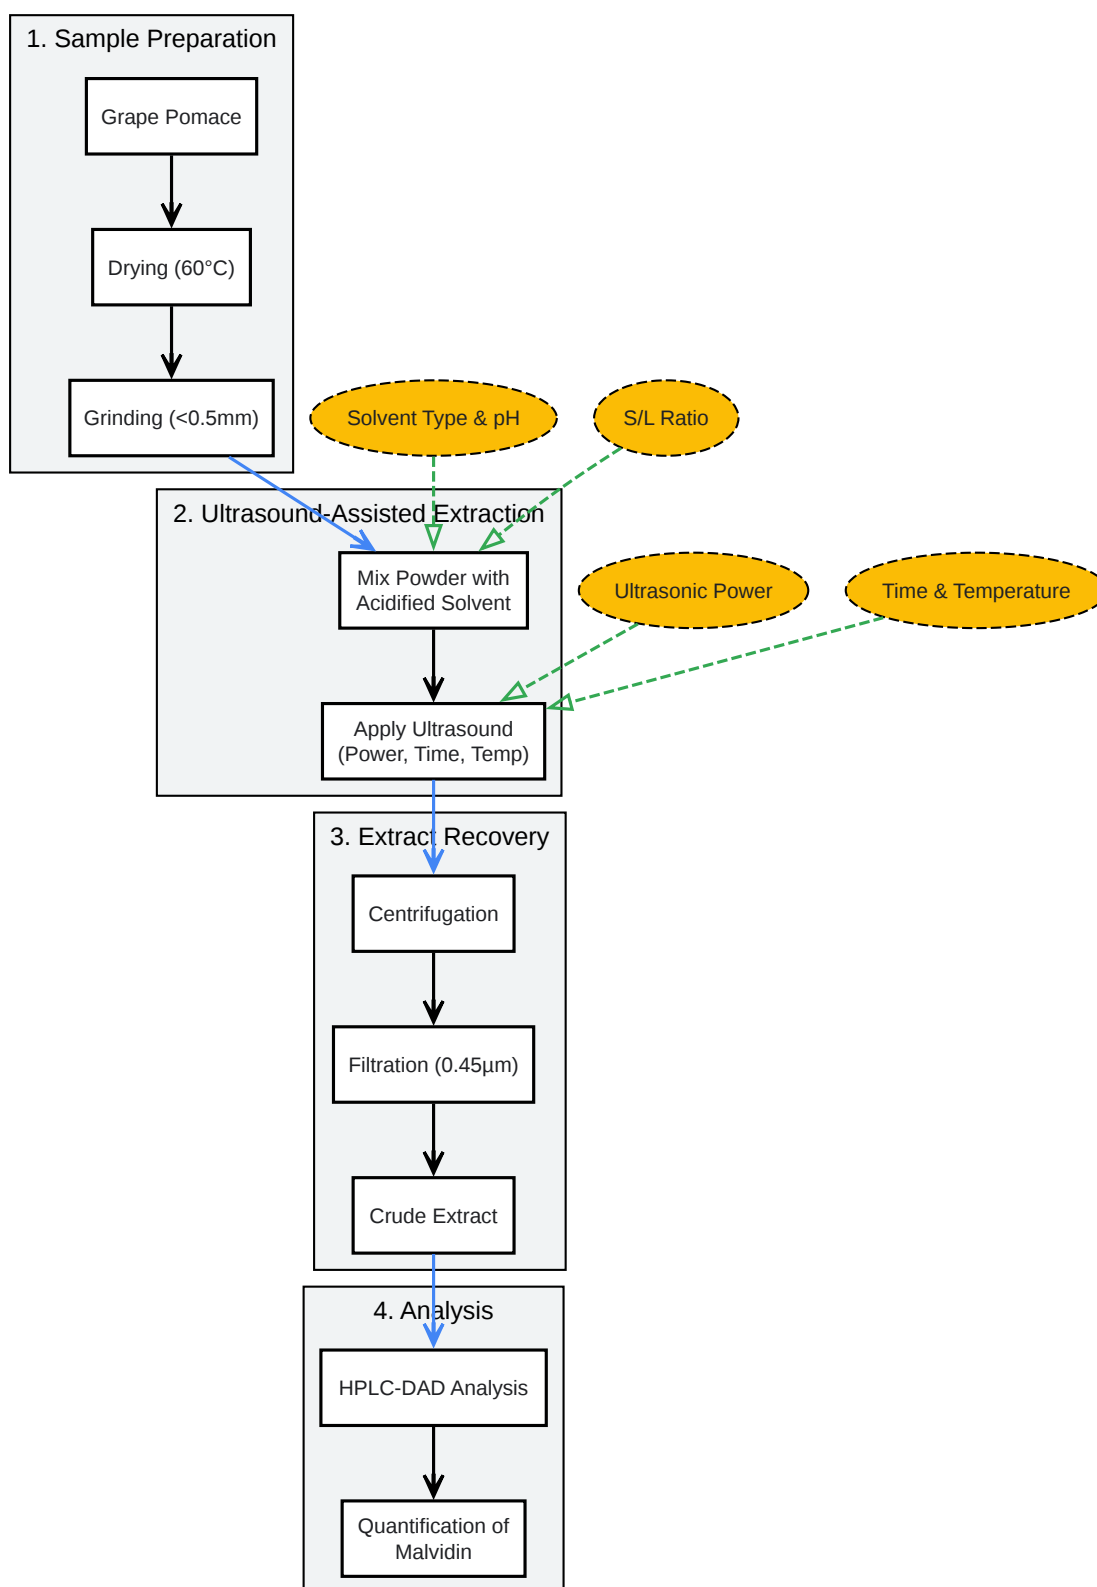 1. Sample Preparation
Grape Pomace
Drying (60°C)
Grinding (<0.5mm)
Solvent Type & pH
S/L Ratio
2. Ultrasound-Assisted Extraction
Mix Powder with
Acidified Solvent
Ultrasonic Power
Time & Temperature
Apply Ultrasound
(Power, Time, Temp)
3. Extract Recovery
Centrifugation
Filtration (0.45µm)
Crude Extract
4. Analysis
HPLC-DAD Analysis
Quantification of
Malvidin